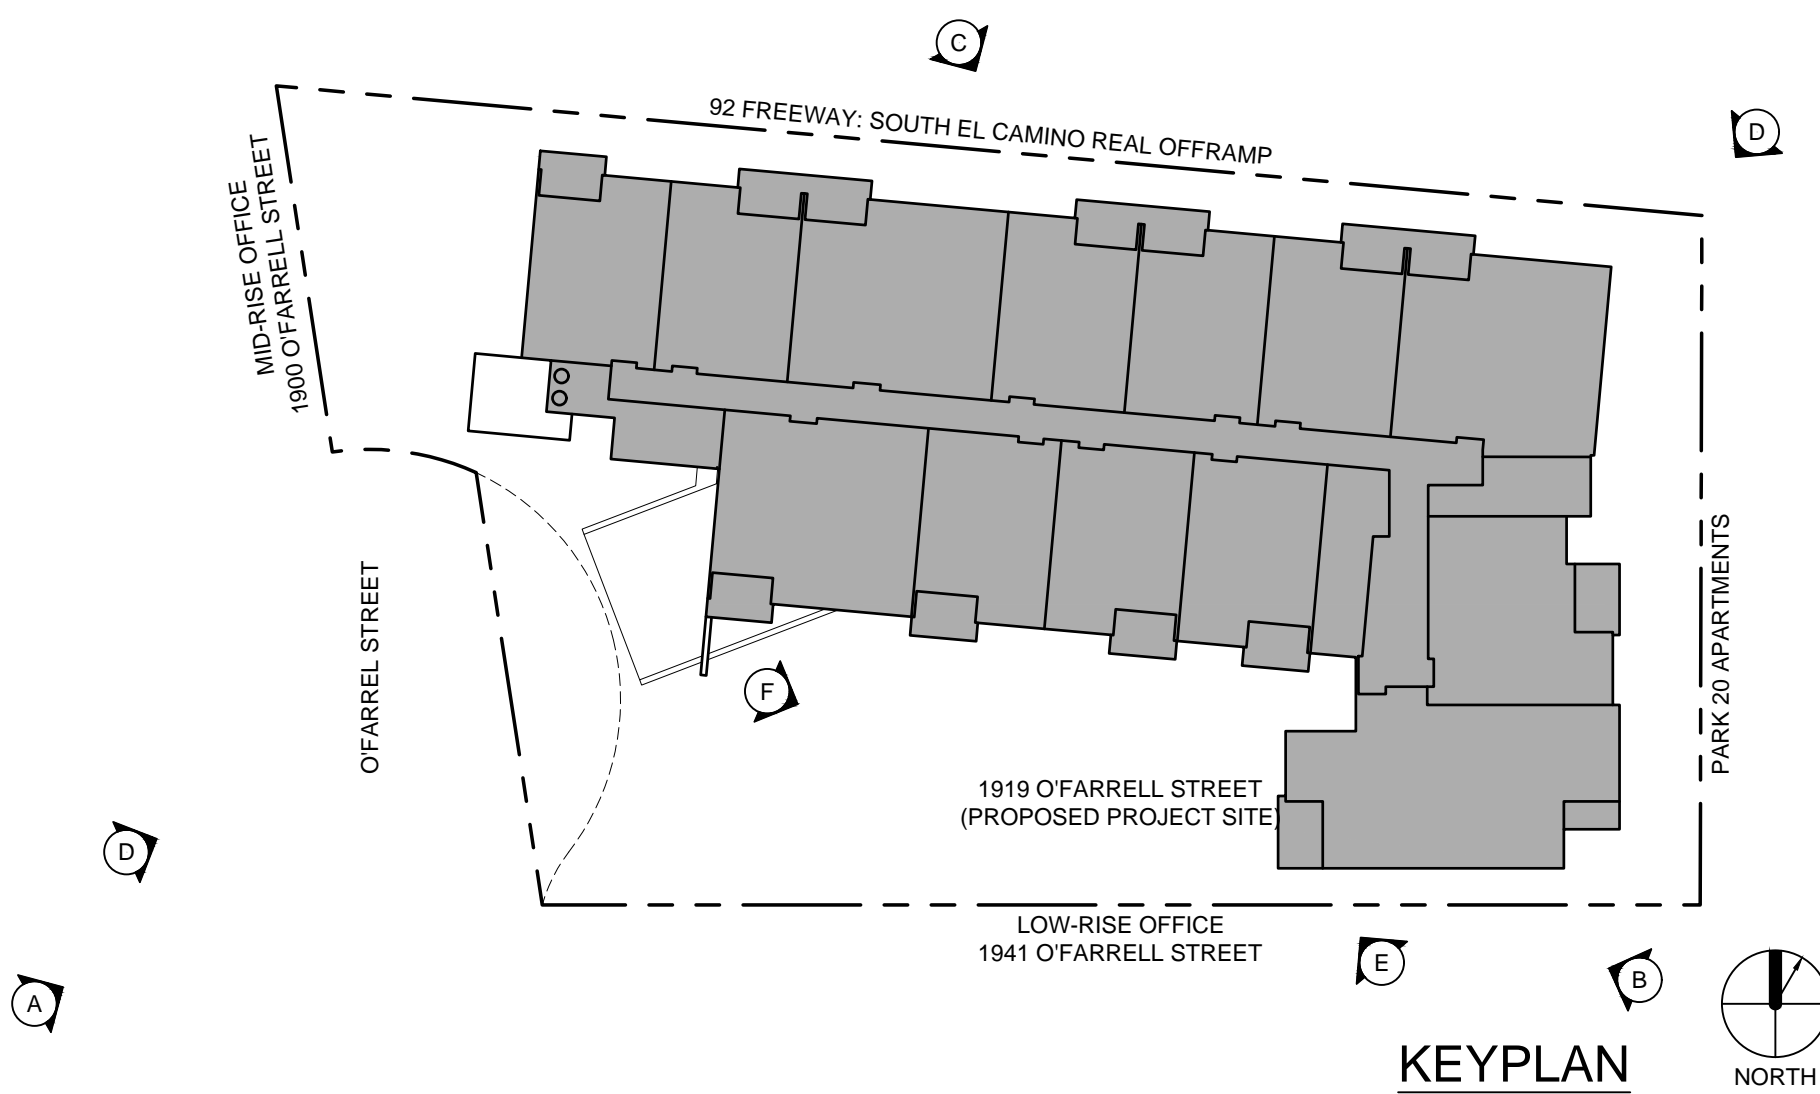 C
92 FREEWAY: SOUTH EL CAMINO REAL OFFRAMP
D
MID-RISE OFFICE
1900 O'FARRELL STREET
O'FARREL STREET
PARK 20 APARTMENTS
F
1919 O'FARRELL STREET
(PROPOSED PROJECT SITE)
D
LOW-RISE OFFICE
1941 O'FARRELL STREET
E
B
A
KEYPLAN
NORTH